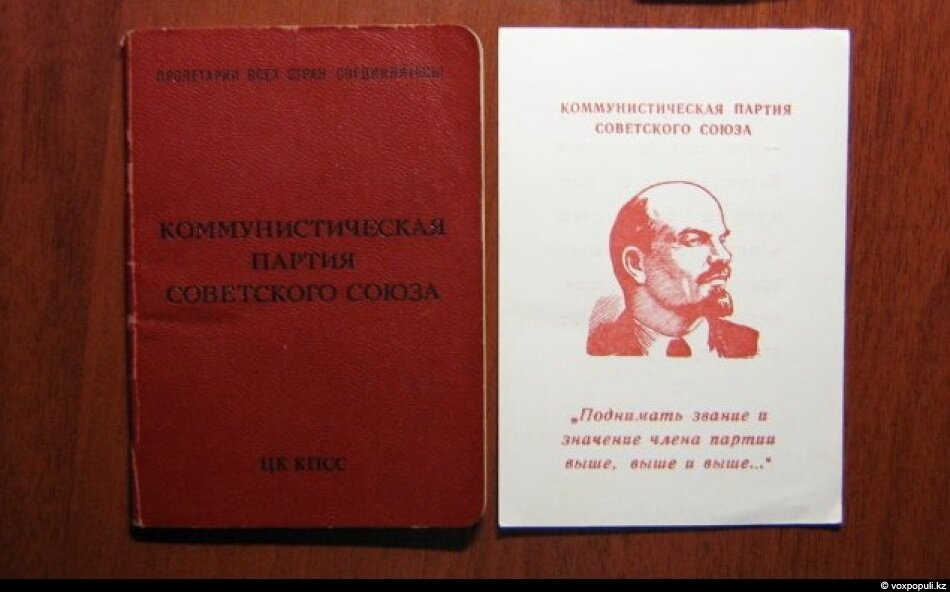 ПРОЛЕТАРИИ ВСЕХ СТРАН, СОЕДИНЯЙТЕСЬ!
КОММУНИСТИЧЕСКАЯ
ПАРТИЯ
СОВЕТСКОГО СОЮЗА
ЦК КПСС
КОММУНИСТИЧЕСКАЯ ПАРТИЯ
СОВЕТСКОГО СОЮЗА
„Поднимать звание и
значение члена партии
выше, выше и выше...“
© voxpopuli.kz